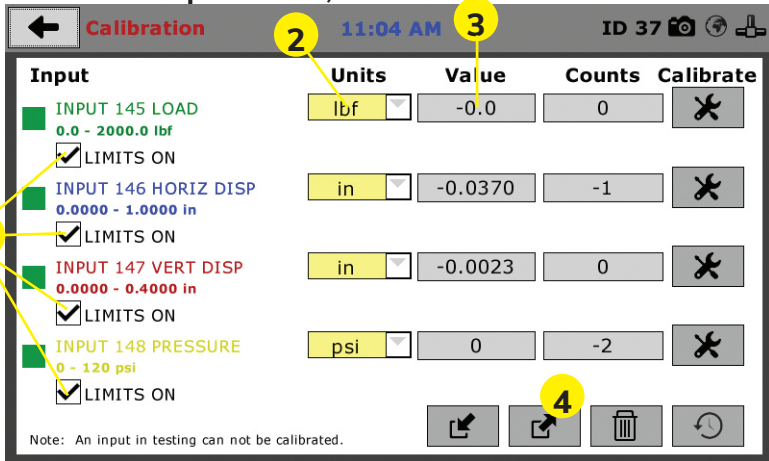 Calibration 11:04 AM ID 37
2 3
Input Units Value Counts Calibrate
INPUT 145 LOAD lbf -0.0 0
0.0 - 2000.0 lbf
LIMITS ON
INPUT 146 HORIZ DISP in -0.0370 -1
0.0000 - 1.0000 in
LIMITS ON
INPUT 147 VERT DISP in -0.0023 0
0.0000 - 0.4000 in
LIMITS ON
INPUT 148 PRESSURE psi 0 -2
0 - 120 psi
LIMITS ON
4
Note: An input in testing can not be calibrated.